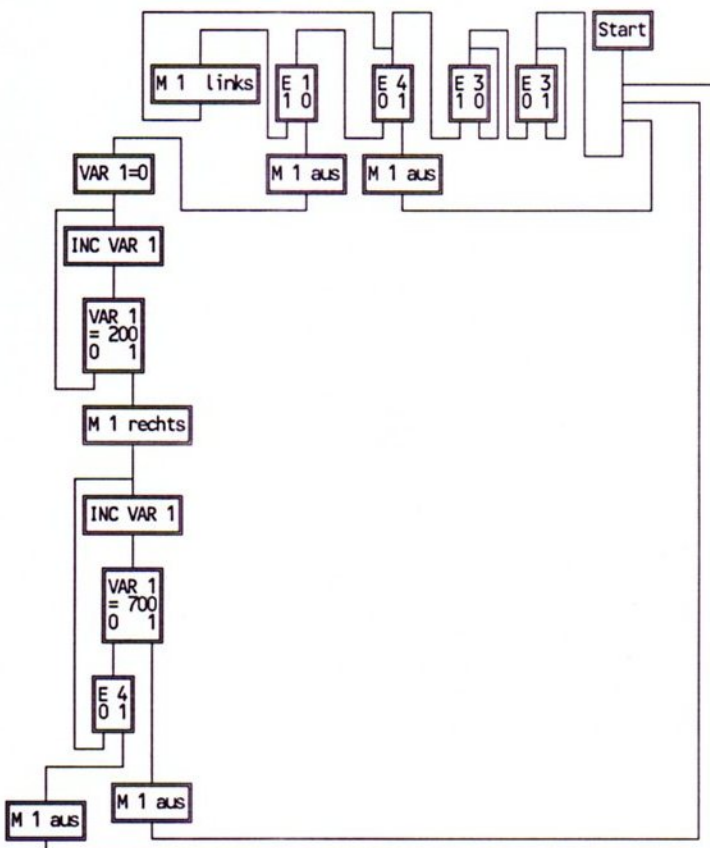 Start
M 1 links
E 1
1 0
E 4
0 1
E 3
1 0
E 3
0 1
VAR 1=0
M 1 aus
M 1 aus
INC VAR 1
VAR 1
= 200
0 1
M 1 rechts
INC VAR 1
VAR 1
= 700
0 1
E 4
0 1
M 1 aus
M 1 aus